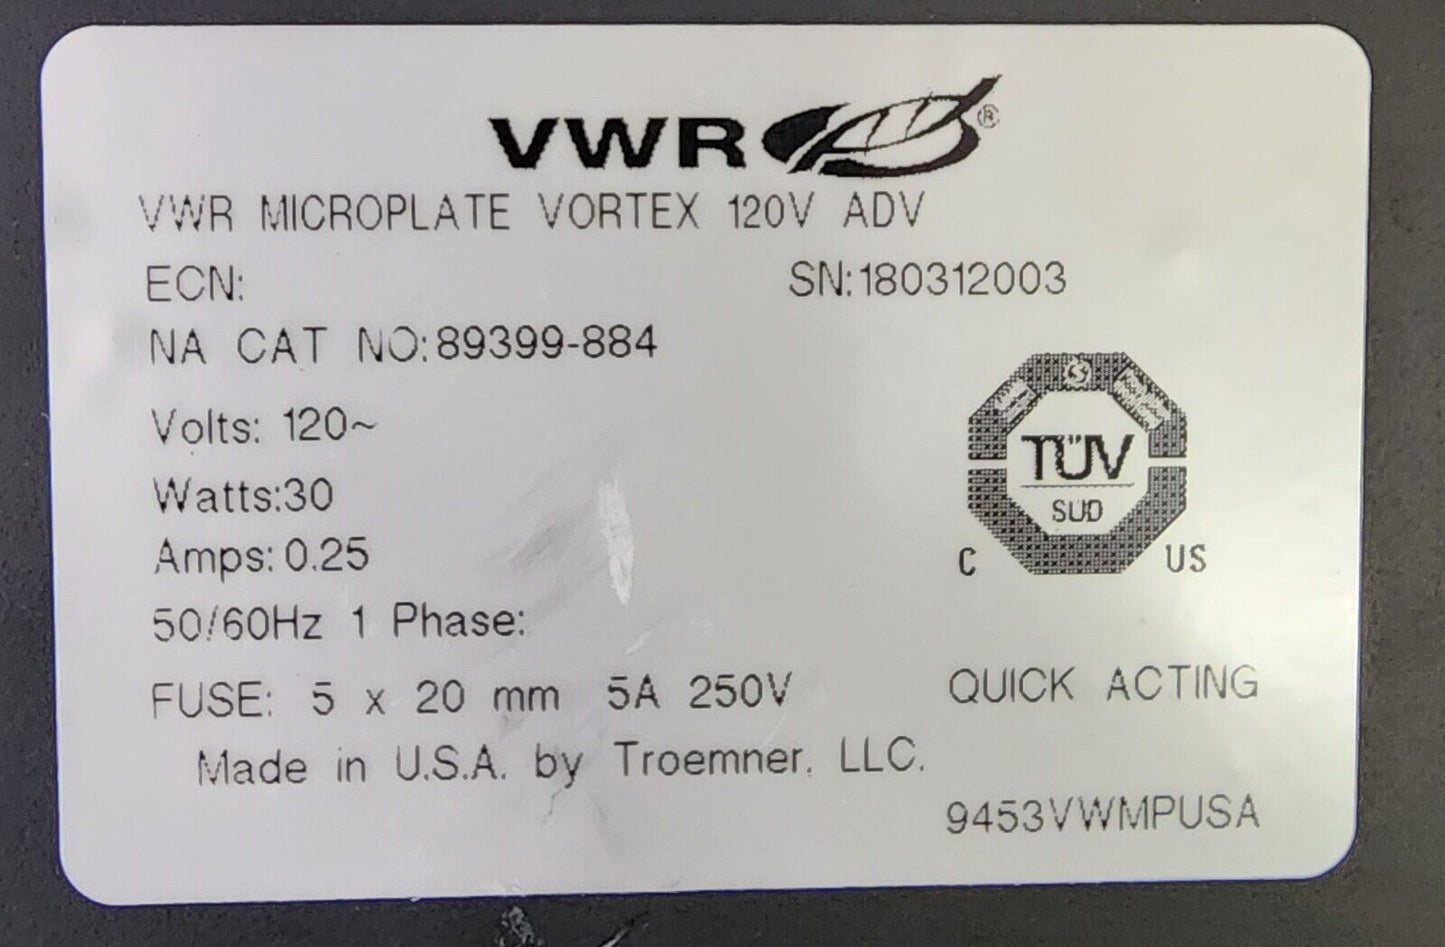 VWR ®
VWR MICROPLATE VORTEX 120V ADV
ECN: SN:180312003
NA CAT NO:89399-884
Volts: 120~
Watts:30
Amps: 0.25
50/60Hz 1 Phase:
TÜV
SUD
C US
FUSE: 5 x 20 mm 5A 250V QUICK ACTING
Made in U.S.A. by Troemner, LLC.
9453VWMPUSA